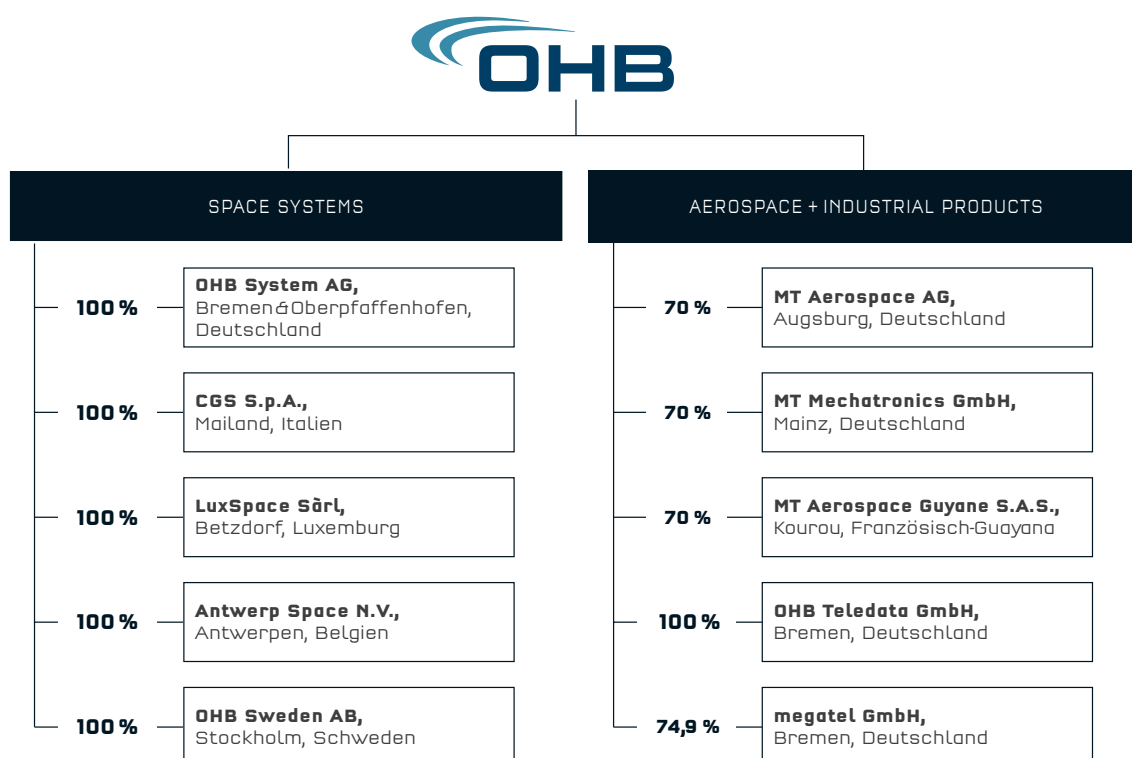 OHB
SPACE SYSTEMS
100 %
OHB System AG,
Bremen & Oberpfaffenhofen,
Deutschland
100 %
CGS S.p.A.,
Mailand, Italien
100 %
LuxSpace Sàrl,
Betzdorf, Luxemburg
100 %
Antwerp Space N.V.,
Antwerpen, Belgien
100 %
OHB Sweden AB,
Stockholm, Schweden
AEROSPACE + INDUSTRIAL PRODUCTS
70 %
MT Aerospace AG,
Augsburg, Deutschland
70 %
MT Mechatronics GmbH,
Mainz, Deutschland
70 %
MT Aerospace Guyane S.A.S.,
Kourou, Französisch-Guayana
100 %
OHB Teledata GmbH,
Bremen, Deutschland
74,9 %
megatel GmbH,
Bremen, Deutschland